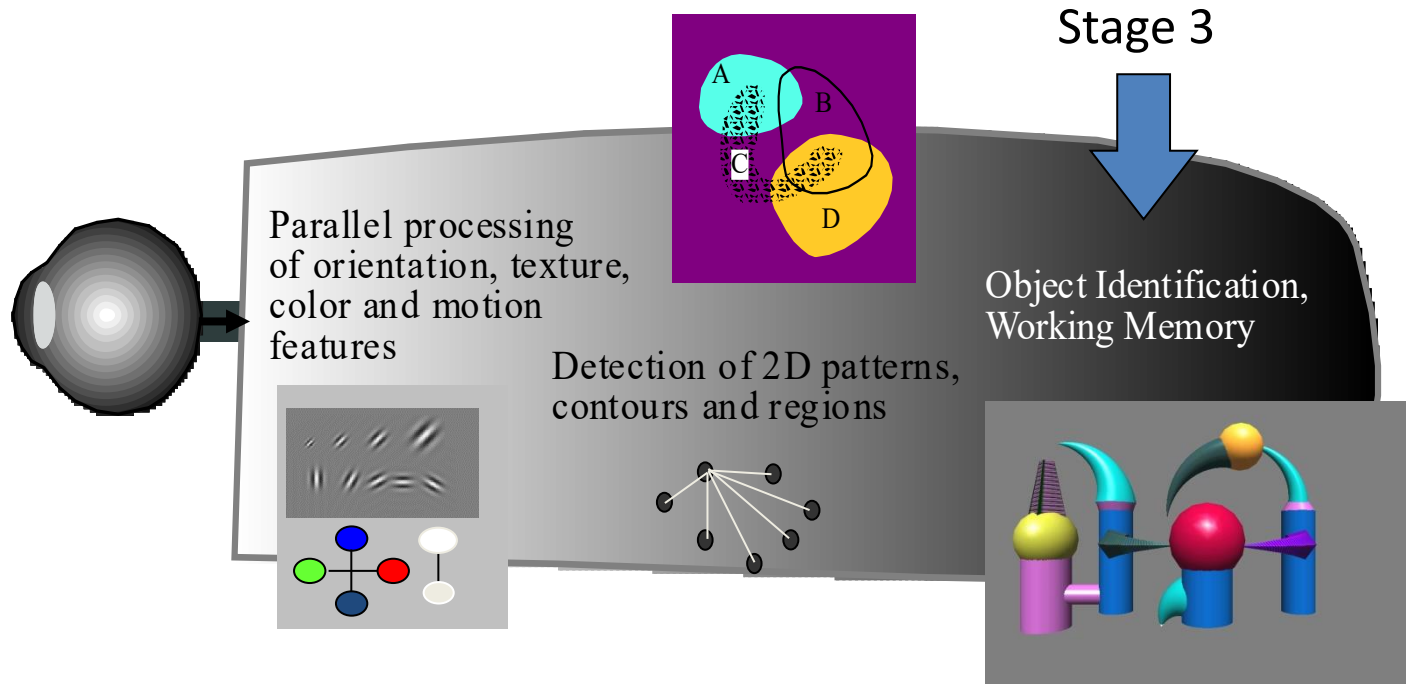 Stage 3
A
B
C
D
Parallel processing
of orientation, texture,
color and motion
features
Object Identification,
Working Memory
Detection of 2D patterns,
contours and regions